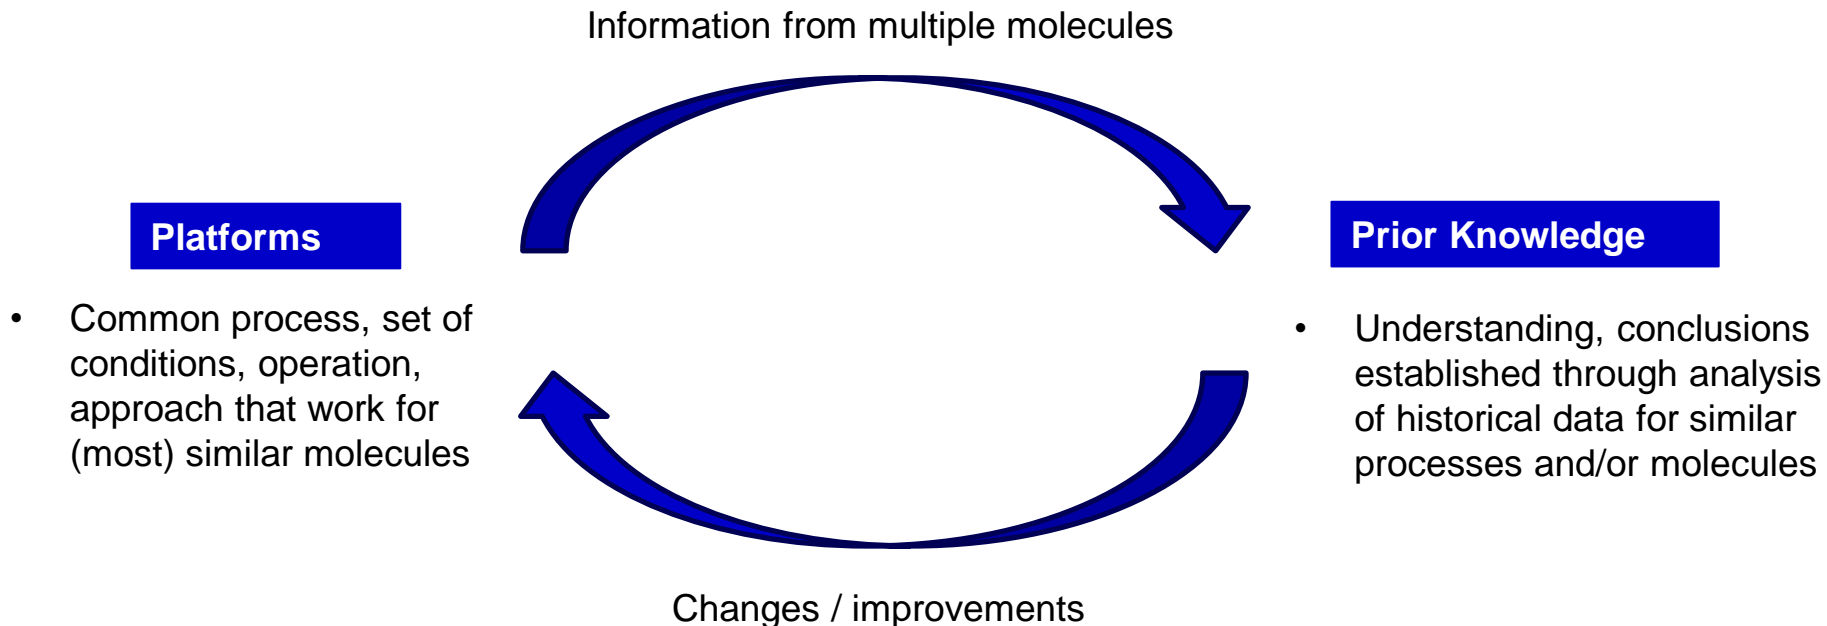 Information from multiple molecules
Platforms
• Common process, set of
conditions, operation,
approach that work for
(most) similar molecules
Prior Knowledge
• Understanding, conclusions
established through analysis
of historical data for similar
processes and/or molecules
Changes / improvements